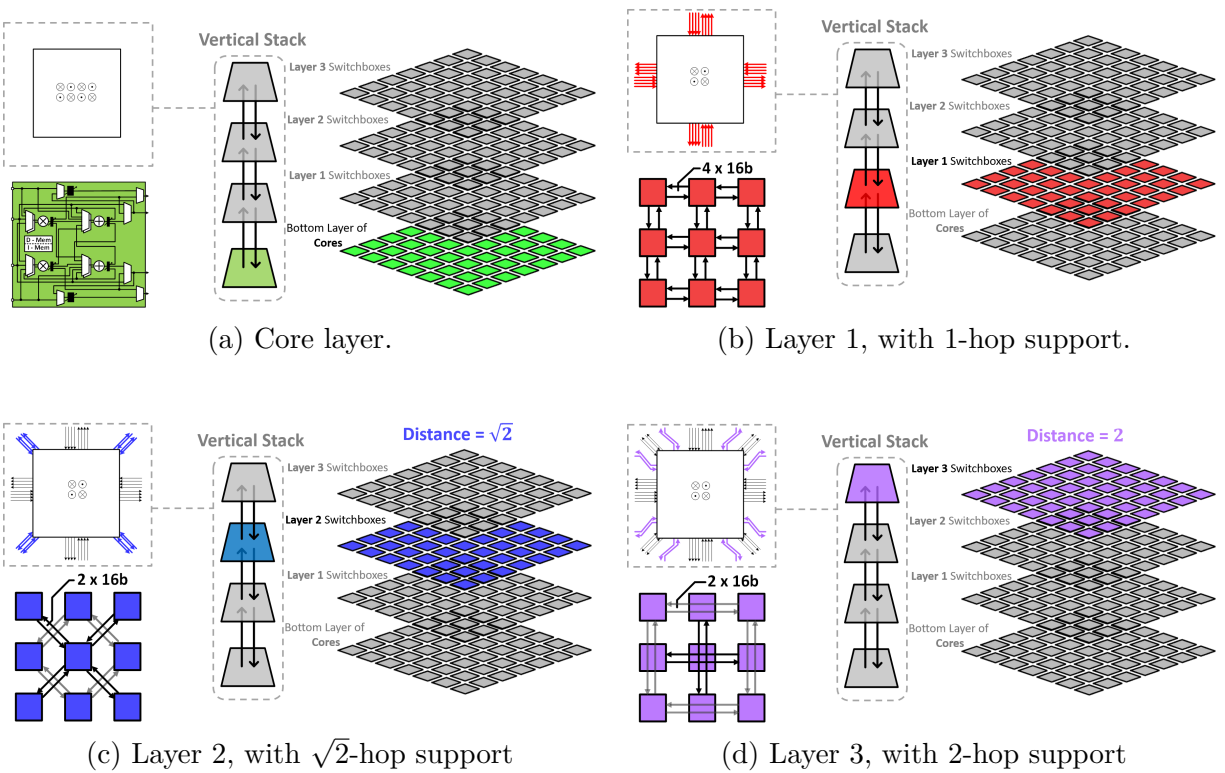 Vertical Stack
Layer 3 Switchboxes
Layer 2 Switchboxes
Layer 1 Switchboxes
Bottom Layer of
Cores
D - Mem
I - Mem
(a) Core layer.
Vertical Stack
Layer 3 Switchboxes
Layer 2 Switchboxes
Layer 1 Switchboxes
Bottom Layer of
Cores
4 x 16b
(b) Layer 1, with 1-hop support.
Vertical Stack
Distance = √2
Layer 3 Switchboxes
Layer 2 Switchboxes
Layer 1 Switchboxes
Bottom Layer of
Cores
2 x 16b
(c) Layer 2, with √2-hop support
Vertical Stack
Distance = 2
Layer 3 Switchboxes
Layer 2 Switchboxes
Layer 1 Switchboxes
Bottom Layer of
Cores
2 x 16b
(d) Layer 3, with 2-hop support